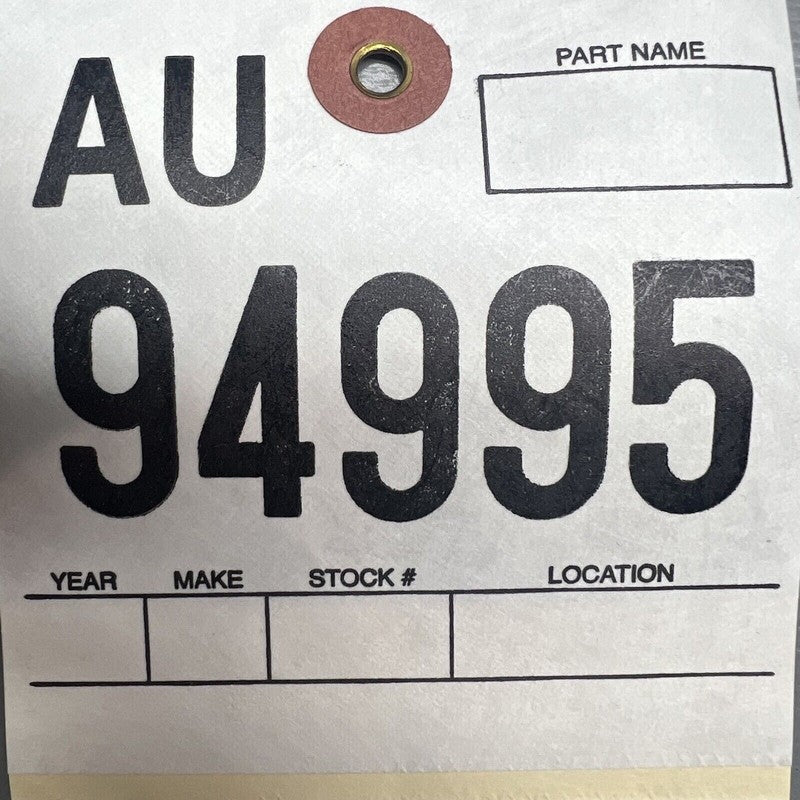 AU
PART NAME
94995
YEAR MAKE STOCK # LOCATION